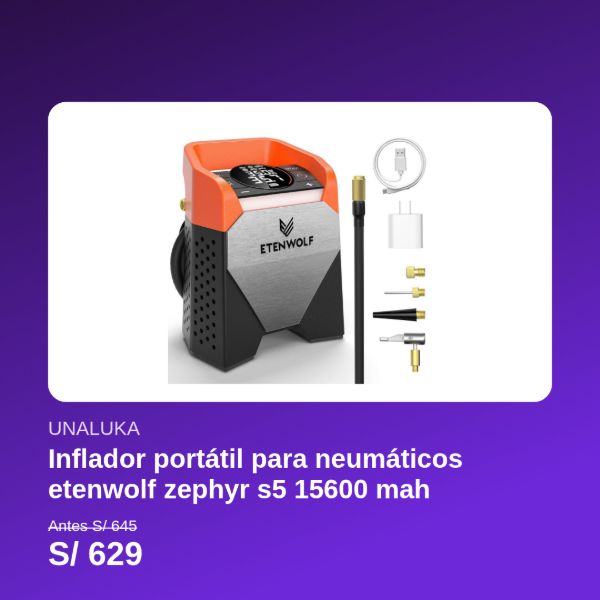 ETENWOLF
UNALUKA
Inflador portátil para neumáticos
etenwolf zephyr s5 15600 mah
Antes S/ 645
S/ 629